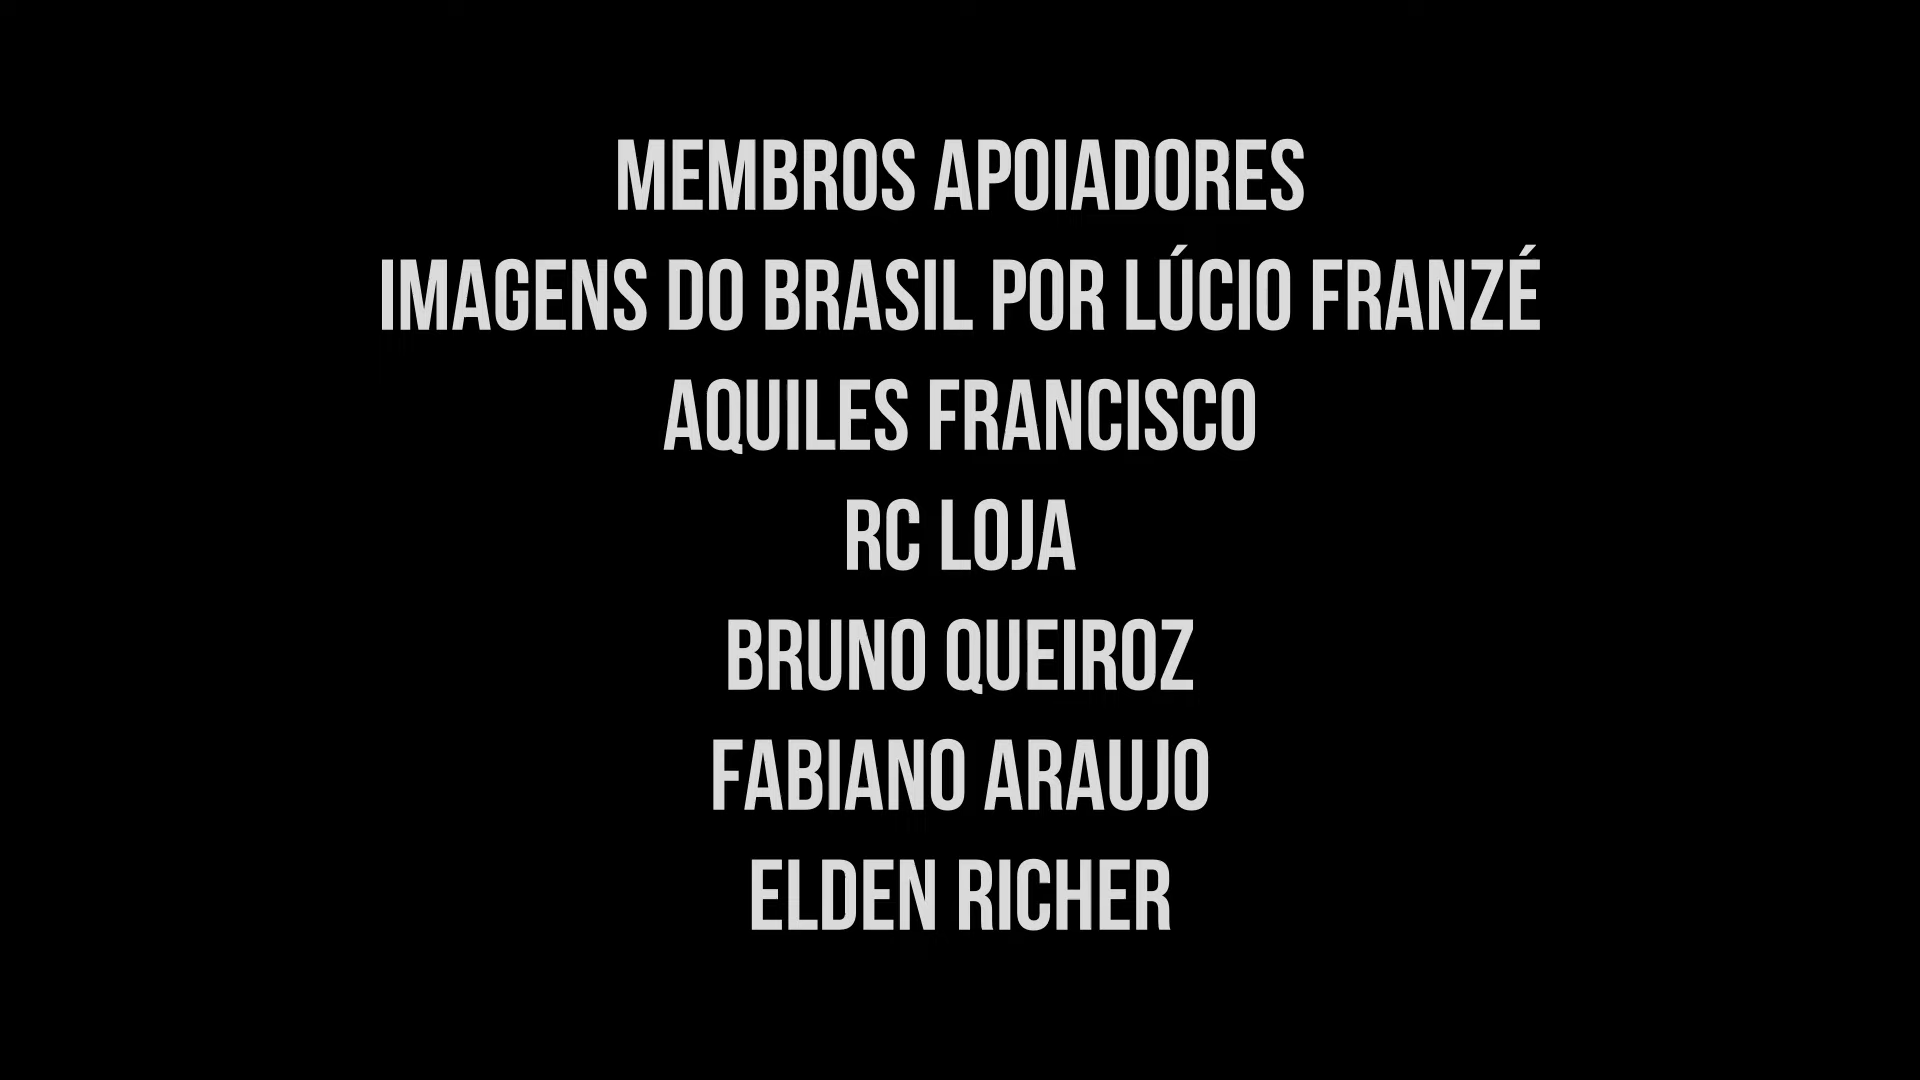 MEMBROS APOIADORES
IMAGENS DO BRASIL POR LÚCIO FRANZÉ
AQUILES FRANCISCO
RC LOJA
BRUNO QUEIROZ
FABIANO ARAUJO
ELDEN RICHER